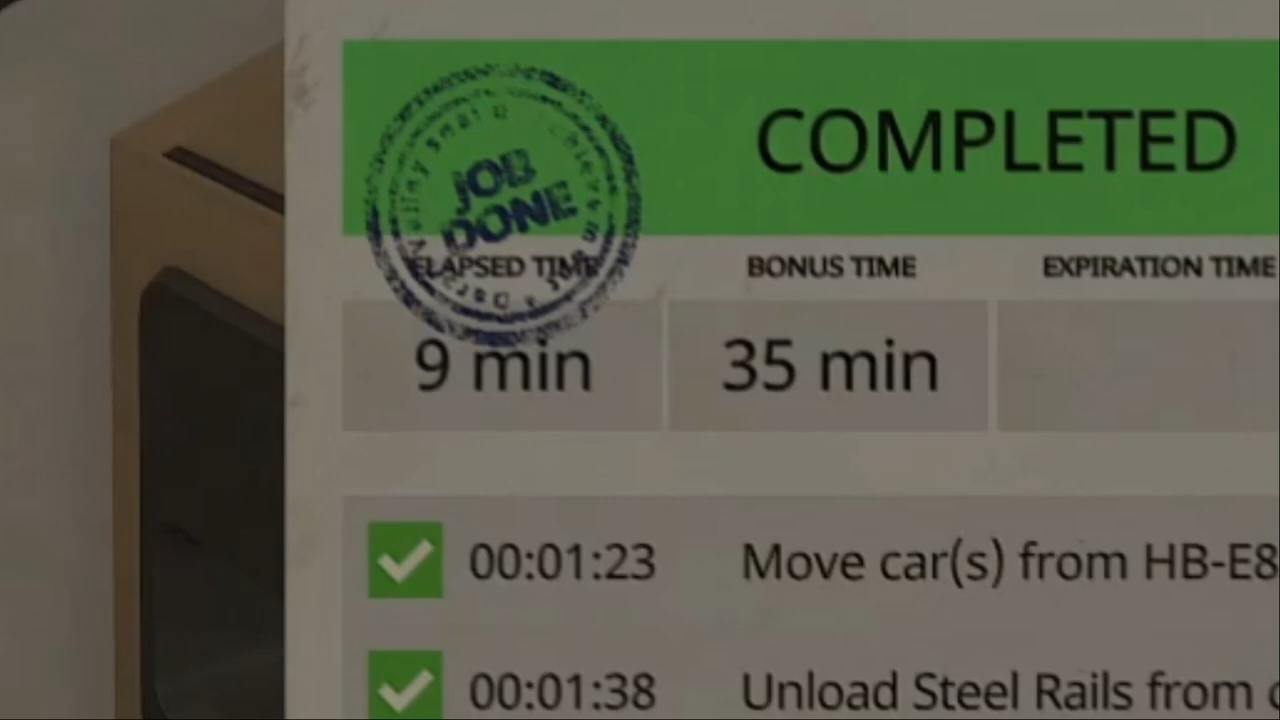 COMPLETED
JOB
DONE
ELAPSED TIME
BONUS TIME
EXPIRATION TIME
9 min
35 min
00:01:23 Move car(s) from HB-E8
00:01:38 Unload Steel Rails from